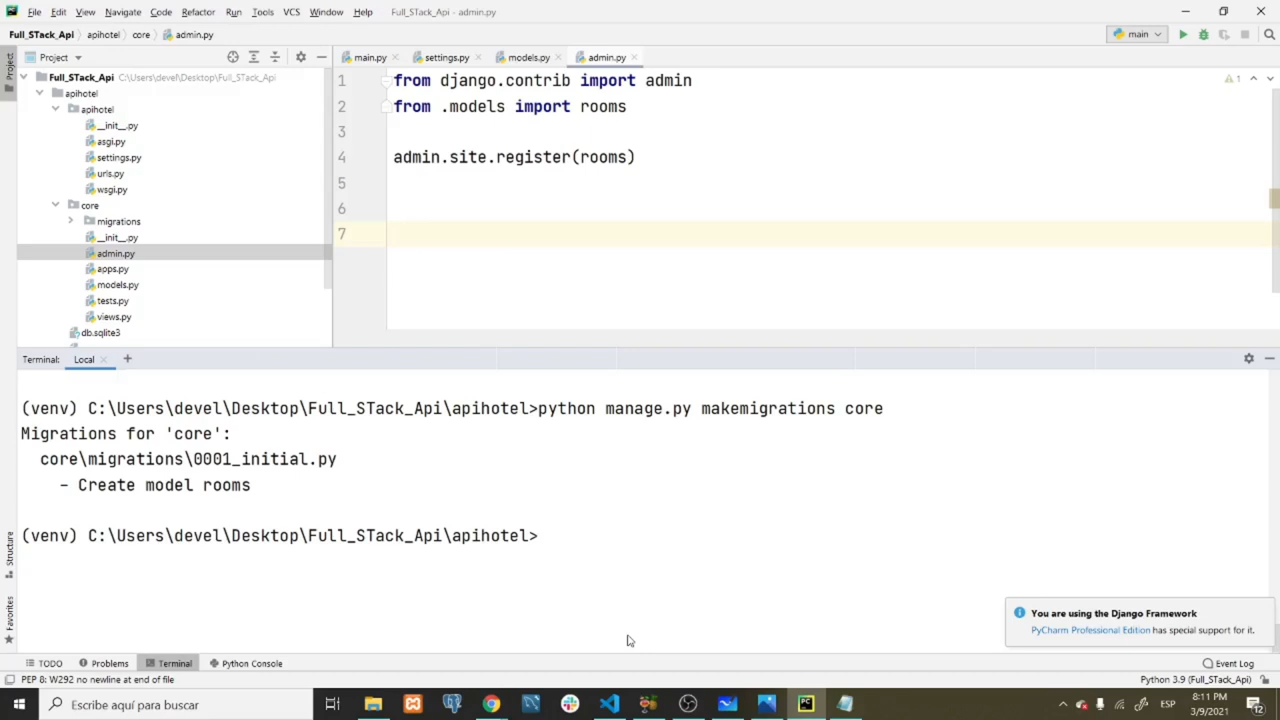 File Edit View Navigate Code Refactor Run Tools VCS Window Help Full_STack_Api - admin.py
Full_STack_Api apihotel core admin.py main
Project main.py settings.py models.py admin.py
Full_STack_Api C:\Users\devel\Desktop\Full_STack_Api
apihotel
apihotel
__init__.py
asgi.py
settings.py
urls.py
wsgi.py
core
migrations
__init__.py
admin.py
apps.py
models.py
tests.py
views.py
db.sqlite3
1 from django.contrib import admin
2 from .models import rooms
3
4 admin.site.register(rooms)
5
6
7
1
Project
Structure
Favorites
Terminal: Local
(venv) C:\Users\devel\Desktop\Full_STack_Api\apihotel>python manage.py makemigrations core
Migrations for 'core':
core\migrations\0001_initial.py
- Create model rooms
(venv) C:\Users\devel\Desktop\Full_STack_Api\apihotel>
You are using the Django Framework
PyCharm Professional Edition has special support for it.
TODO Problems Terminal Python Console Event Log
PEP 8: W292 no newline at end of file Python 3.9 (Full_STack_Api)
Escribe aquí para buscar ESP 8:11 PM
3/9/2021
2